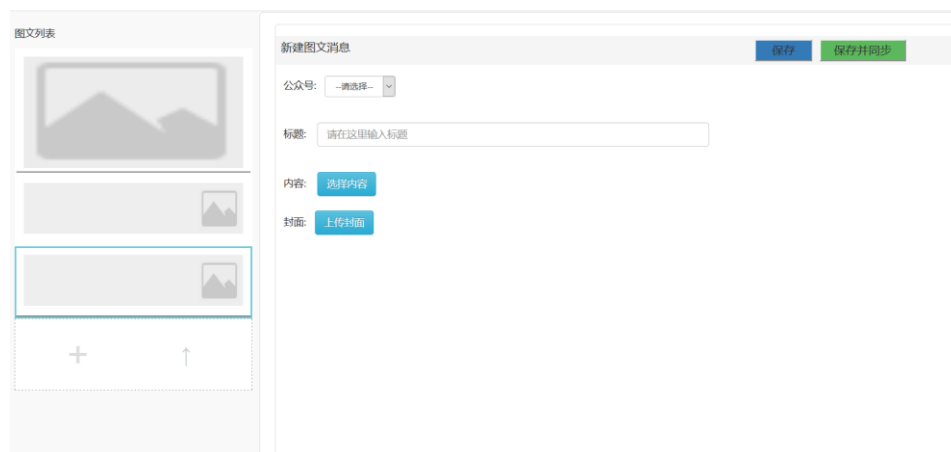 图文列表
新建图文消息
保存
保存并同步
公众号: --请选择--
标题: 请在这里输入标题
内容: 选择内容
封面: 上传封面